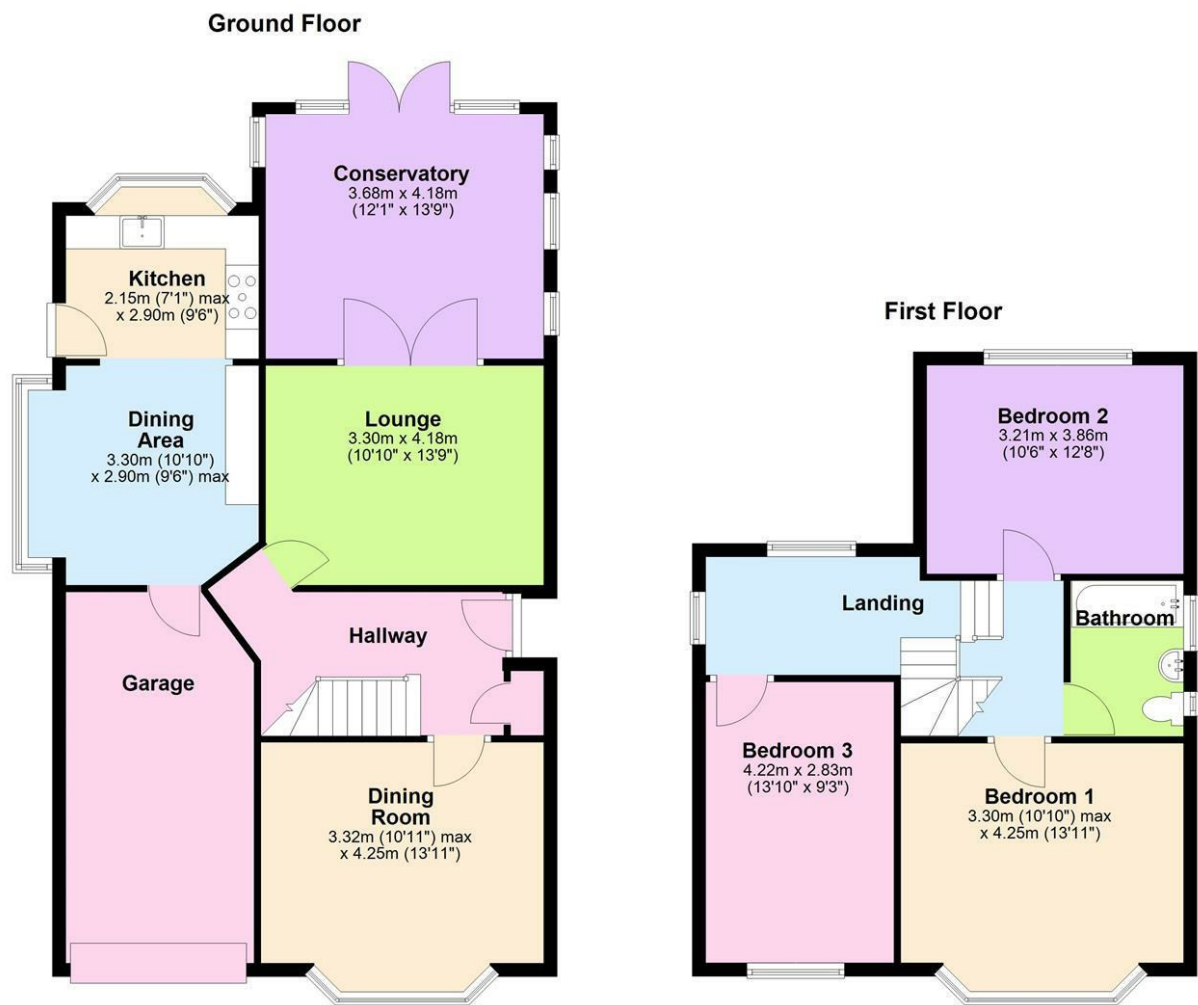 Ground Floor
Conservatory
3.68m x 4.18m
(12'1" x 13'9")
Kitchen
2.15m (7'1") max
x 2.90m (9'6")
Dining
Area
3.30m (10'10")
x 2.90m (9'6") max
Lounge
3.30m x 4.18m
(10'10" x 13'9")
Hallway
Garage
Dining
Room
3.32m (10'11") max
x 4.25m (13'11")
First Floor
Bedroom 2
3.21m x 3.86m
(10'6" x 12'8")
Landing
Bathroom
Bedroom 3
4.22m x 2.83m
(13'10" x 9'3")
Bedroom 1
3.30m (10'10") max
x 4.25m (13'11")